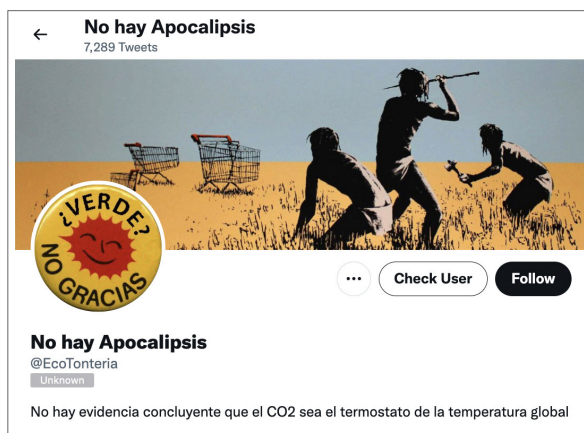 No hay Apocalipsis
7,289 Tweets
¿VERDE?
NO GRACIAS
Check User
Follow
No hay Apocalipsis
@EcoTonteria
Unknown
No hay evidencia concluyente que el CO2 sea el termostato de la temperatura global